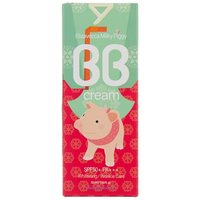 Elizavecca Milky Piggy
BB
cream
SPF50+ PA+++
Whitening / Wrinkle Care